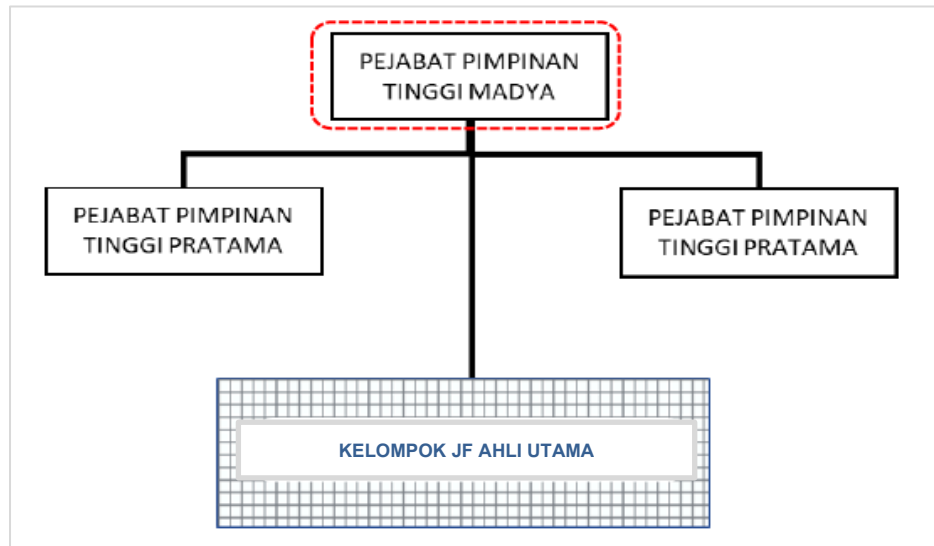 PEJABAT PIMPINAN
TINGGI MADYA
PEJABAT PIMPINAN
TINGGI PRATAMA
PEJABAT PIMPINAN
TINGGI PRATAMA
KELOMPOK JF AHLI UTAMA